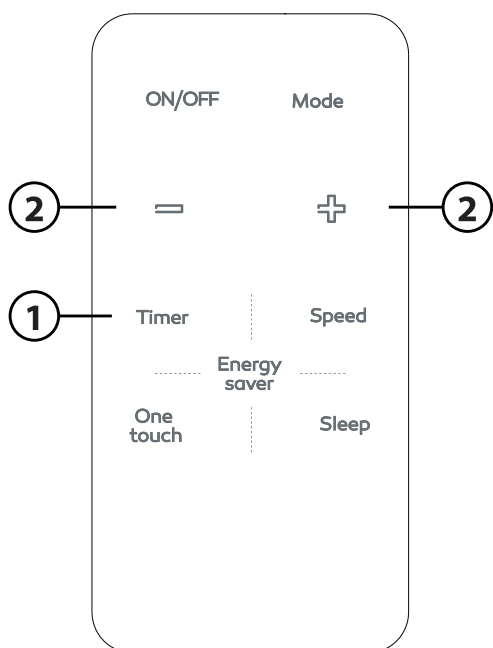 ON/OFF Mode
2 − + 2
1 Timer Speed
Energy
saver
One
touch
Sleep